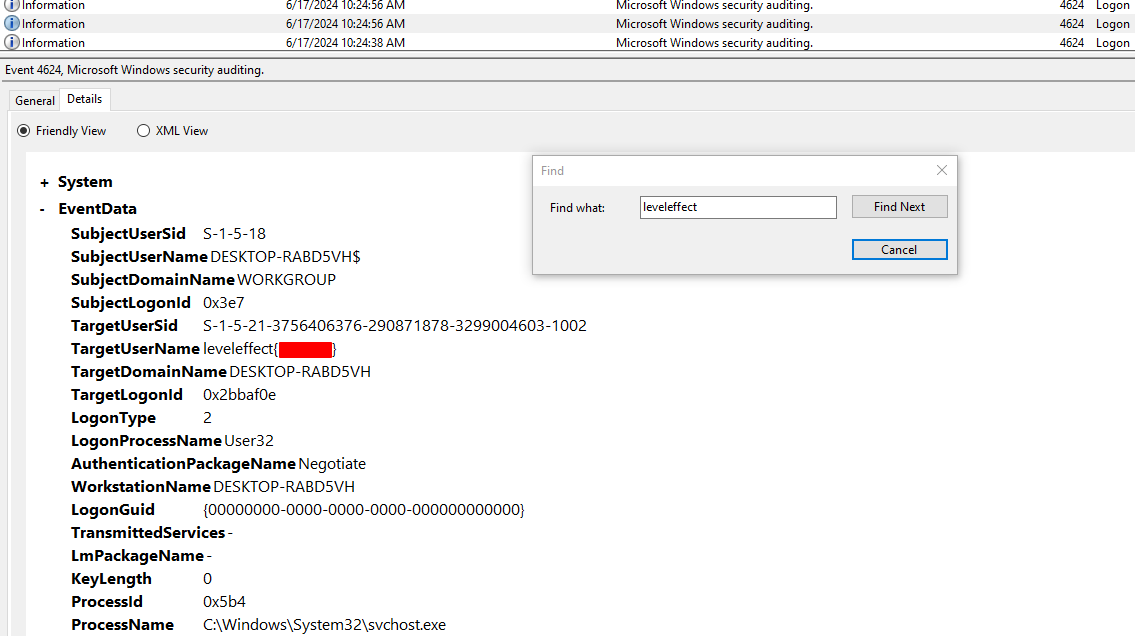 Information 6/17/2024 10:24:56 AM Microsoft Windows security auditing. 4624 Logon
Information 6/17/2024 10:24:56 AM Microsoft Windows security auditing. 4624 Logon
Information 6/17/2024 10:24:38 AM Microsoft Windows security auditing. 4624 Logon
Event 4624, Microsoft Windows security auditing.
General Details
Friendly View XML View
Find
Find what: leveleffect Find Next
Cancel
+ System
- EventData
SubjectUserSid S-1-5-18
SubjectUserName DESKTOP-RABD5VH$
SubjectDomainName WORKGROUP
SubjectLogonId 0x3e7
TargetUserSid S-1-5-21-3756406376-290871878-3299004603-1002
TargetUserName leveleffect{ }
TargetDomainName DESKTOP-RABD5VH
TargetLogonId 0x2bbaf0e
LogonType 2
LogonProcessName User32
AuthenticationPackageName Negotiate
WorkstationName DESKTOP-RABD5VH
LogonGuid {00000000-0000-0000-0000-000000000000}
TransmittedServices -
LmPackageName -
KeyLength 0
ProcessId 0x5b4
ProcessName C:\Windows\System32\svchost.exe